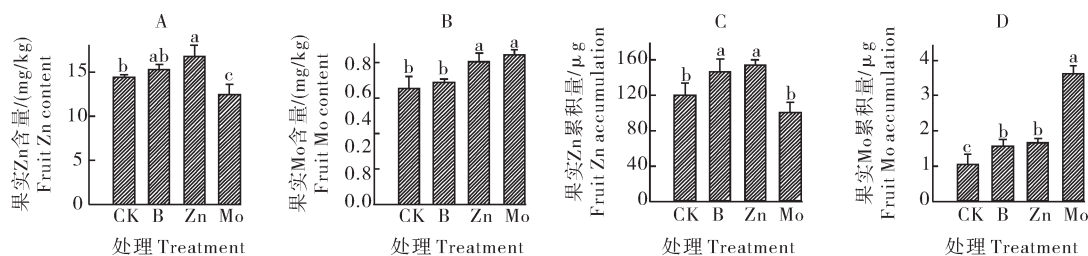 A
果实Zn含量/(mg/kg)
Fruit Zn content
15
10
15
10
b
ab
a
c
CK B Zn Mo
处理 Treatment
B
果实Mo含量/(mg/kg)
Fruit Mo content
0.8
0.6
0.4
0.8
0.0
b
b
a
a
CK B Zn Mo
处理 Treatment
C
果实Zn累积量/μg
Fruit Zn accumulation
160
120
80
40
0
b
a
a
b
CK B Zn Mo
处理 Treatment
D
果实Mo累积量/μg
Fruit Mo accumulation
4
3
2
1
0
c
b
b
a
CK B Zn Mo
处理 Treatment